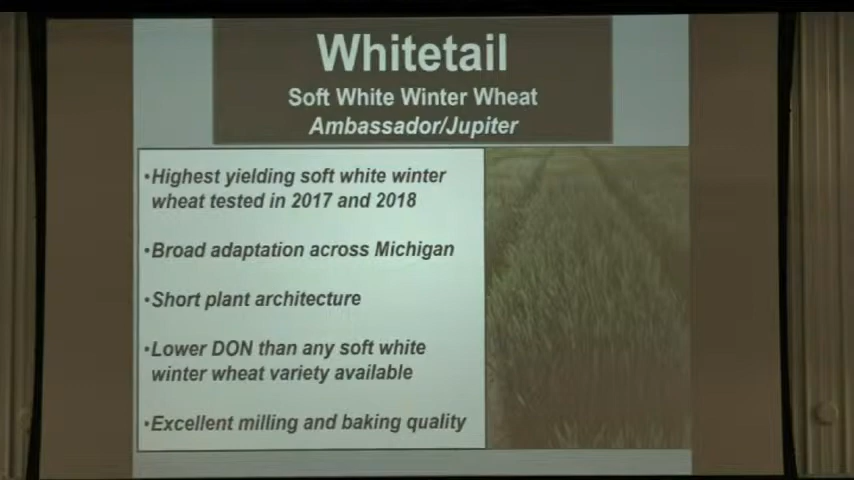 Whitetail
Soft White Winter Wheat
Ambassador/Jupiter
•Highest yielding soft white winter
wheat tested in 2017 and 2018
•Broad adaptation across Michigan
•Short plant architecture
•Lower DON than any soft white
winter wheat variety available
•Excellent milling and baking quality